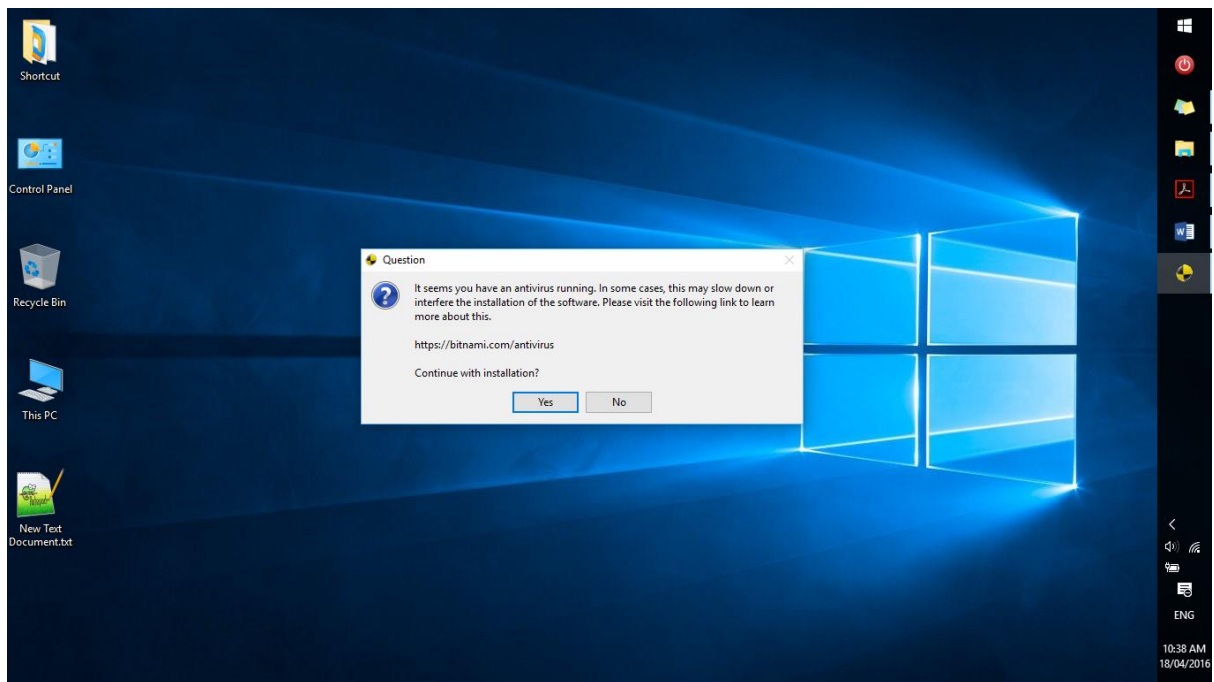 Shortcut
Control Panel
Recycle Bin
This PC
New Text
Document.txt
Question
It seems you have an antivirus running. In some cases, this may slow down or
interfere the installation of the software. Please visit the following link to learn
more about this.
https://bitnami.com/antivirus
Continue with installation?
Yes
No
ENG
10:38 AM
18/04/2016